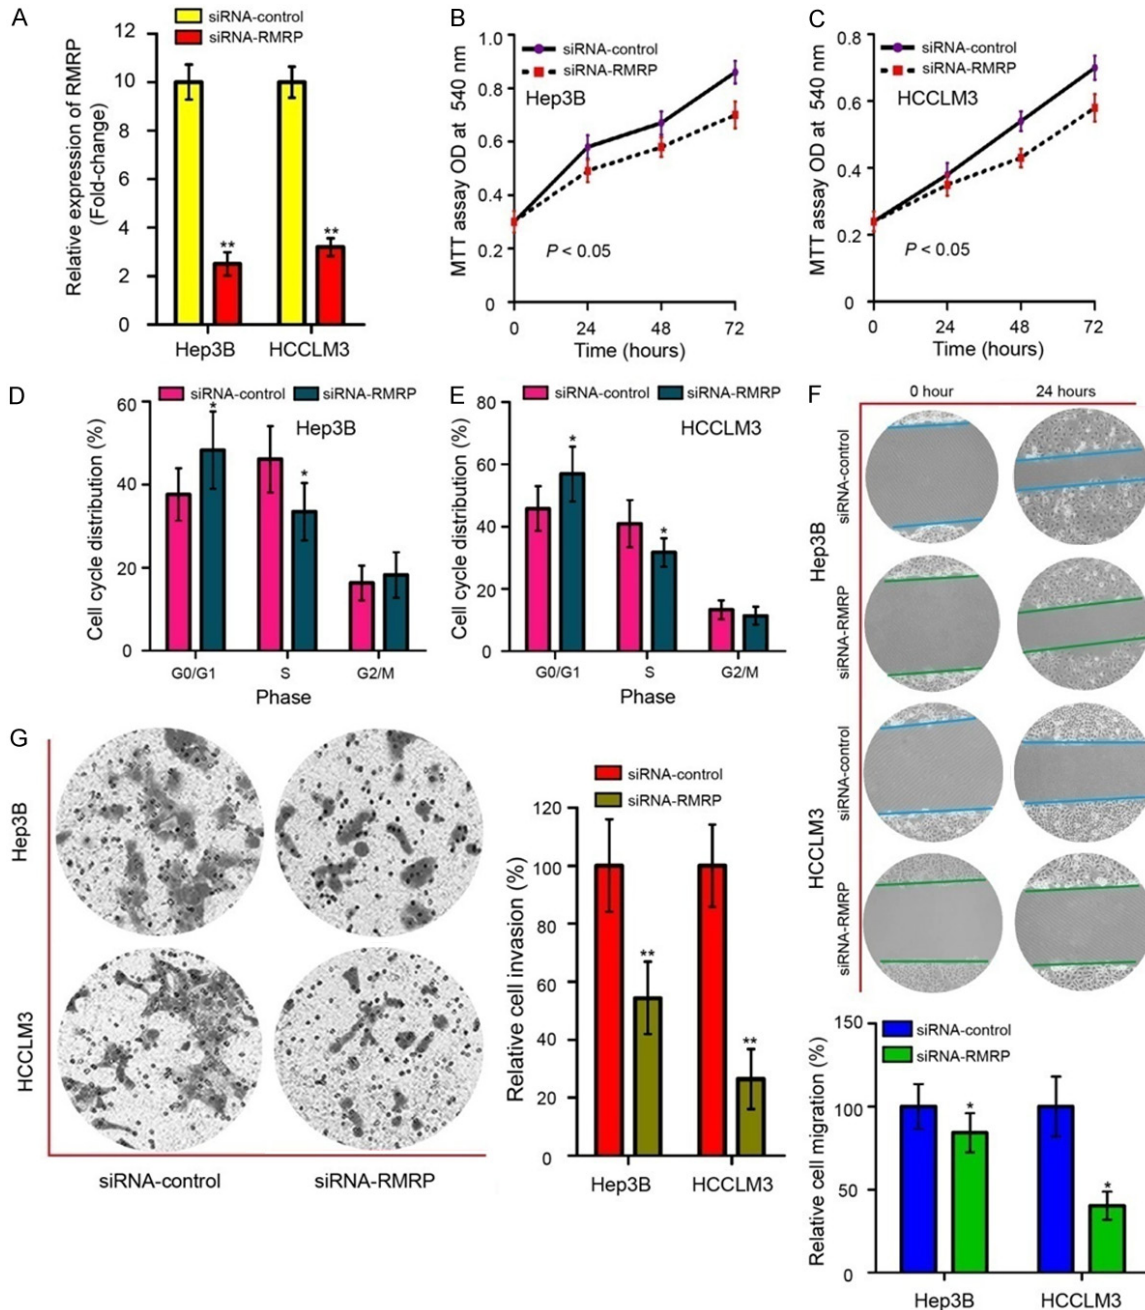 A
siRNA-control
siRNA-RMRP
Relative expression of RMRP
(Fold-change)
12
10
8
6
4
2
0
**
**
Hep3B
HCCLM3
B
siRNA-control
siRNA-RMRP
Hep3B
MTT assay OD at 540 nm
1.0
0.8
0.6
0.4
0.2
0
P < 0.05
0
24
48
72
Time (hours)
C
siRNA-control
siRNA-RMRP
HCCLM3
MTT assay OD at 540 nm
0.8
0.6
0.4
0.2
0
P < 0.05
0
24
48
72
Time (hours)
D
siRNA-control
siRNA-RMRP
Hep3B
Cell cycle distribution (%)
60
40
20
0
*
*
G0/G1
S
G2/M
Phase
E
siRNA-control
siRNA-RMRP
HCCLM3
Cell cycle distribution (%)
80
60
40
20
0
*
*
G0/G1
S
G2/M
Phase
F
0 hour
24 hours
Hep3B
siRNA-control
siRNA-RMRP
HCCLM3
siRNA-control
siRNA-RMRP
Relative cell migration (%)
150
100
50
0
siRNA-control
siRNA-RMRP
*
*
Hep3B
HCCLM3
G
Hep3B
HCCLM3
siRNA-control
siRNA-RMRP
siRNA-control
siRNA-RMRP
Relative cell invasion (%)
120
100
80
60
40
20
0
**
**
Hep3B
HCCLM3